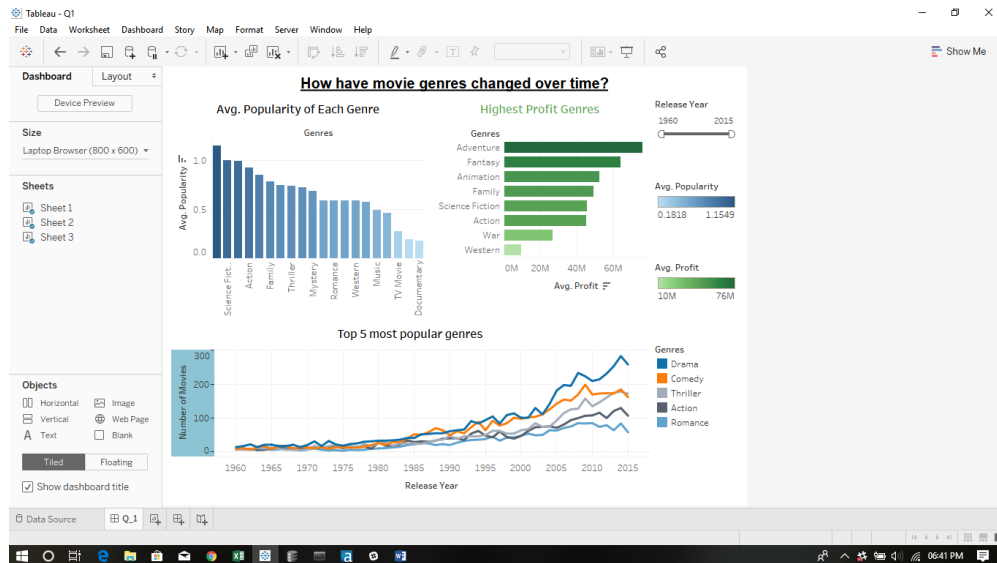 Tableau - Q1
File Data Worksheet Dashboard Story Map Format Server Window Help
Show Me
Dashboard Layout
Device Preview
Size
Laptop Browser (800 x 600)
Sheets
Sheet 1
Sheet 2
Sheet 3
Objects
Horizontal Image
Vertical Web Page
A Text Blank
Tiled Floating
Show dashboard title
How have movie genres changed over time?
Avg. Popularity of Each Genre
Genres
Avg. Popularity
1.0
0.5
0.0
Science Fict..
Action
Family
Thriller
Mystery
Romance
Western
Music
TV Movie
Documentary
Highest Profit Genres
Genres
Adventure
Fantasy
Animation
Family
Science Fiction
Action
War
Western
0M 20M 40M 60M
Avg. Profit
Release Year
1960 2015
Avg. Popularity
0.1818 1.1549
Avg. Profit
10M 76M
Top 5 most popular genres
Number of Movies
300
200
100
0
1960 1965 1970 1975 1980 1985 1990 1995 2000 2005 2010 2015
Release Year
Genres
Drama
Comedy
Thriller
Action
Romance
Data Source Q_1
06:41 PM